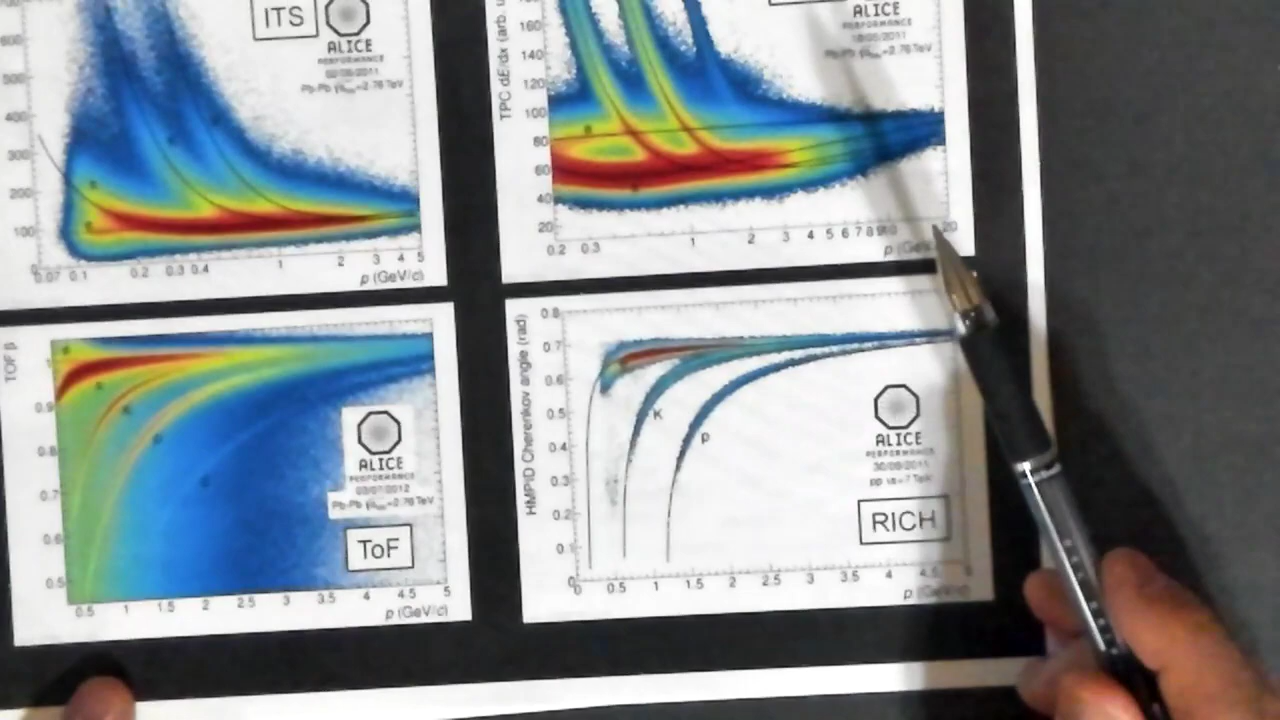 ITS
ALICE
PERFORMANCE
Pb-Pb
500
400
300
200
100
0.07 0.1 0.2 0.3 0.4 1 2 3 4 5
p (GeV/c)
TPC dE/dx (arb. u
ALICE
PERFORMANCE
160
140
120
100
80
60
40
20
0.2 0.3 1 2 3 4 5 6 7 8 20
TOF β
0.9
0.8
0.7
0.6
0.5
ALICE
PERFORMANCE
ToF
0.5 1 1.5 2 2.5 3 3.5 4 4.5 5
p (GeV/c)
HMPID Cherenkov angle (rad)
0.8
0.7
0.6
0.5
0.4
0.3
0.2
0.1
0
K
p
ALICE
PERFORMANCE
RICH
0 0.5 1 1.5 2 2.5 3 3.5 4 4.5
p (GeV/c)